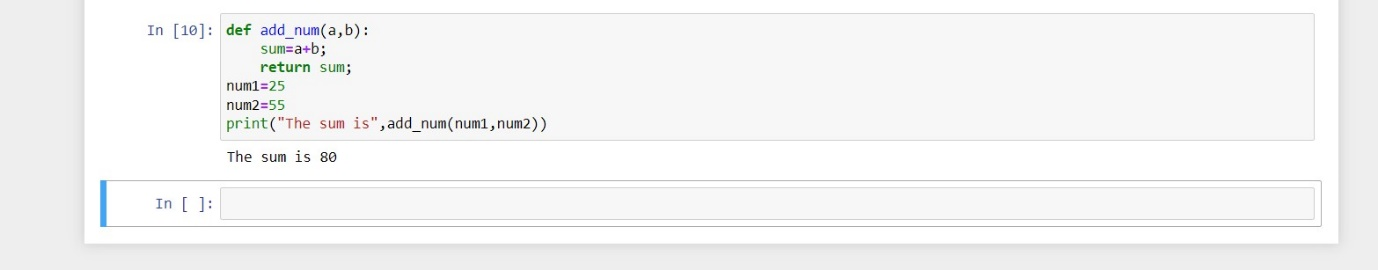 In [10]: def add_num(a,b):
    sum=a+b;
    return sum;
num1=25
num2=55
print("The sum is",add_num(num1,num2))
The sum is 80
In [ ]: